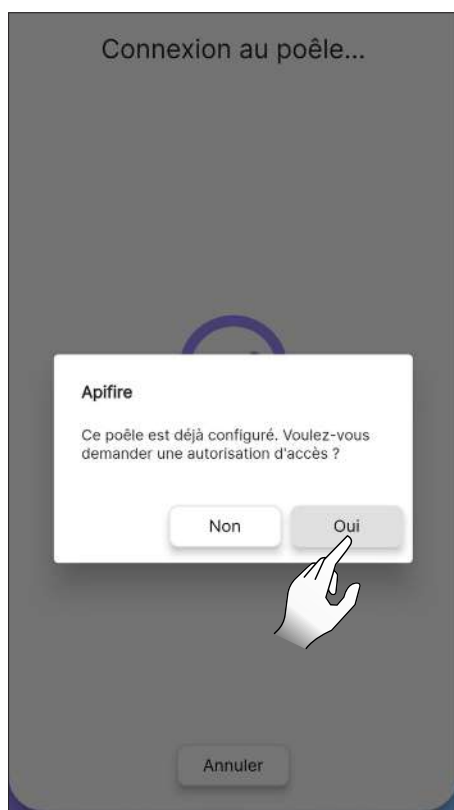 Connexion au poêle...
Apifire
Ce poêle est déjà configuré. Voulez-vous
demander une autorisation d'accès ?
Non
Oui
Annuler